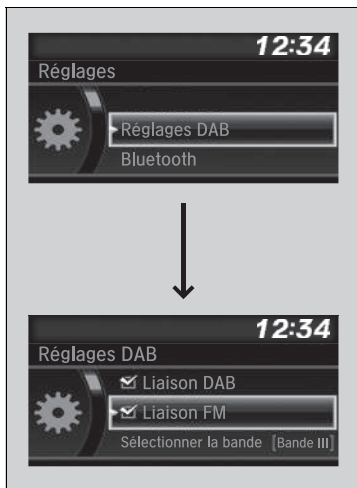 12:34
Réglages
Réglages DAB
Bluetooth
12:34
Réglages DAB
Liaison DAB
Liaison FM
Sélectionner la bande [Bande III]